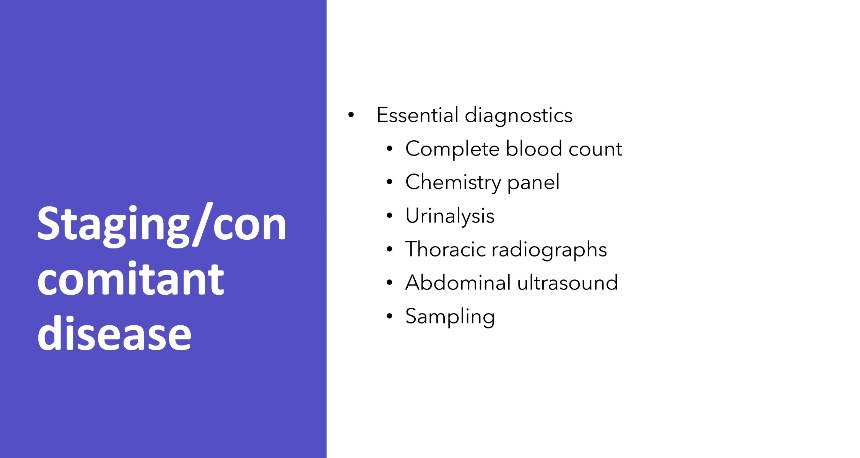 Staging/con
comitant
disease
• Essential diagnostics
• Complete blood count
• Chemistry panel
• Urinalysis
• Thoracic radiographs
• Abdominal ultrasound
• Sampling